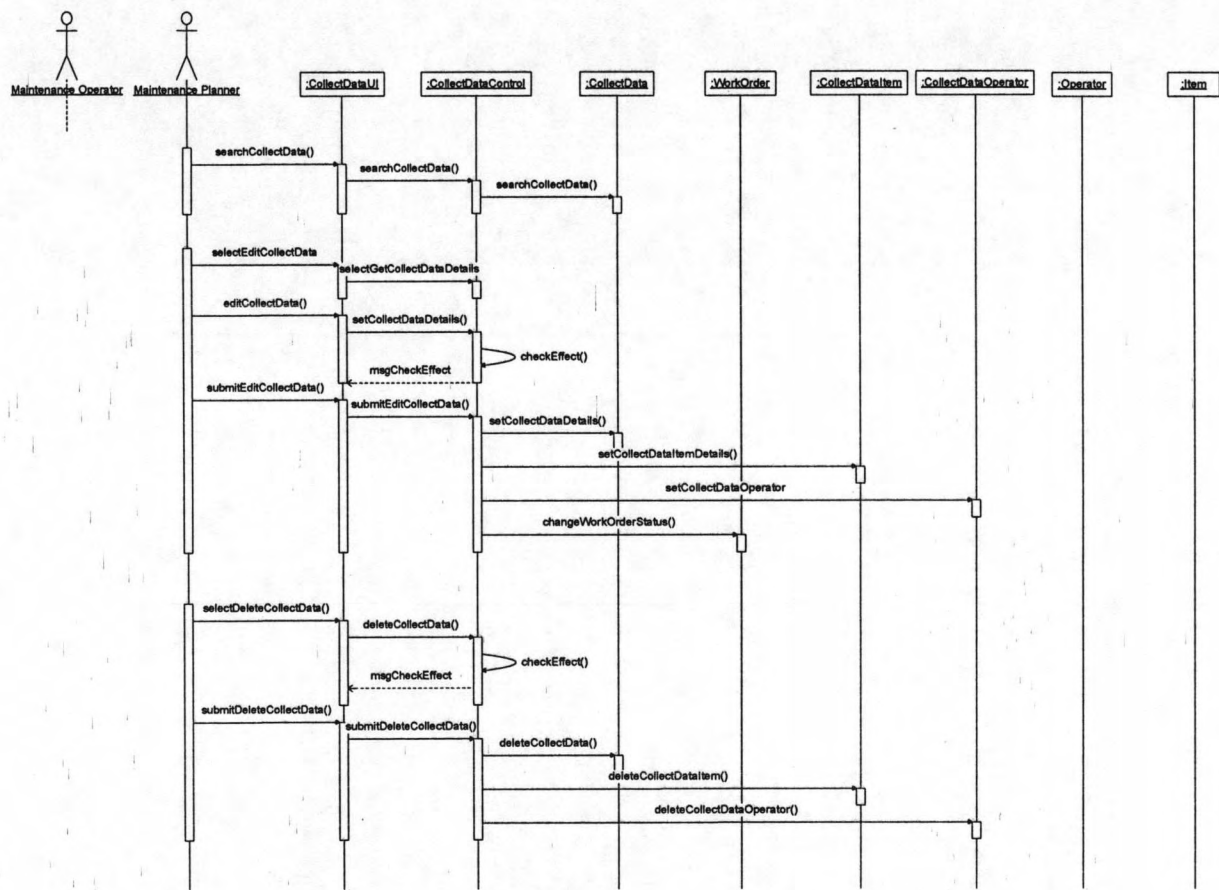 Maintenance Operator
Maintenance Planner
:CollectDataUI
:CollectDataControl
:CollectData
:WorkOrder
:CollectDataItem
:CollectDataOperator
:Operator
:Item
searchCollectData()
searchCollectData()
searchCollectData()
selectEditCollectData
selectGetCollectDataDetails
editCollectData()
setCollectDataDetails()
checkEffect()
msgCheckEffect
submitEditCollectData()
submitEditCollectData()
setCollectDataDetails()
setCollectDataItemDetails()
setCollectDataOperator
changeWorkOrderStatus()
selectDeleteCollectData()
deleteCollectData()
checkEffect()
msgCheckEffect
submitDeleteCollectData()
submitDeleteCollectData()
deleteCollectData()
deleteCollectDataItem()
deleteCollectDataOperator()